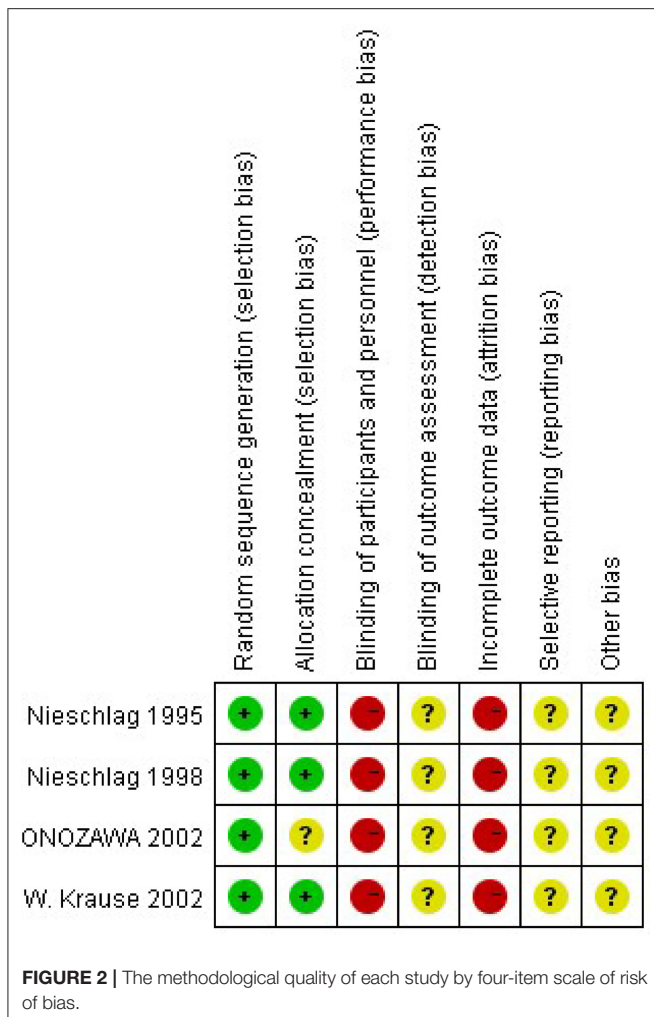 Random sequence generation (selection bias)
Allocation concealment (selection bias)
Blinding of participants and personnel (performance bias)
Blinding of outcome assessment (detection bias)
Incomplete outcome data (attrition bias)
Selective reporting (reporting bias)
Other bias
Nieschlag 1995 + + - ? - ? ?
Nieschlag 1998 + + - ? - ? ?
ONOZAWA 2002 + ? - ? - ? ?
W. Krause 2002 + + - ? - ? ?
FIGURE 2 | The methodological quality of each study by four-item scale of risk
of bias.